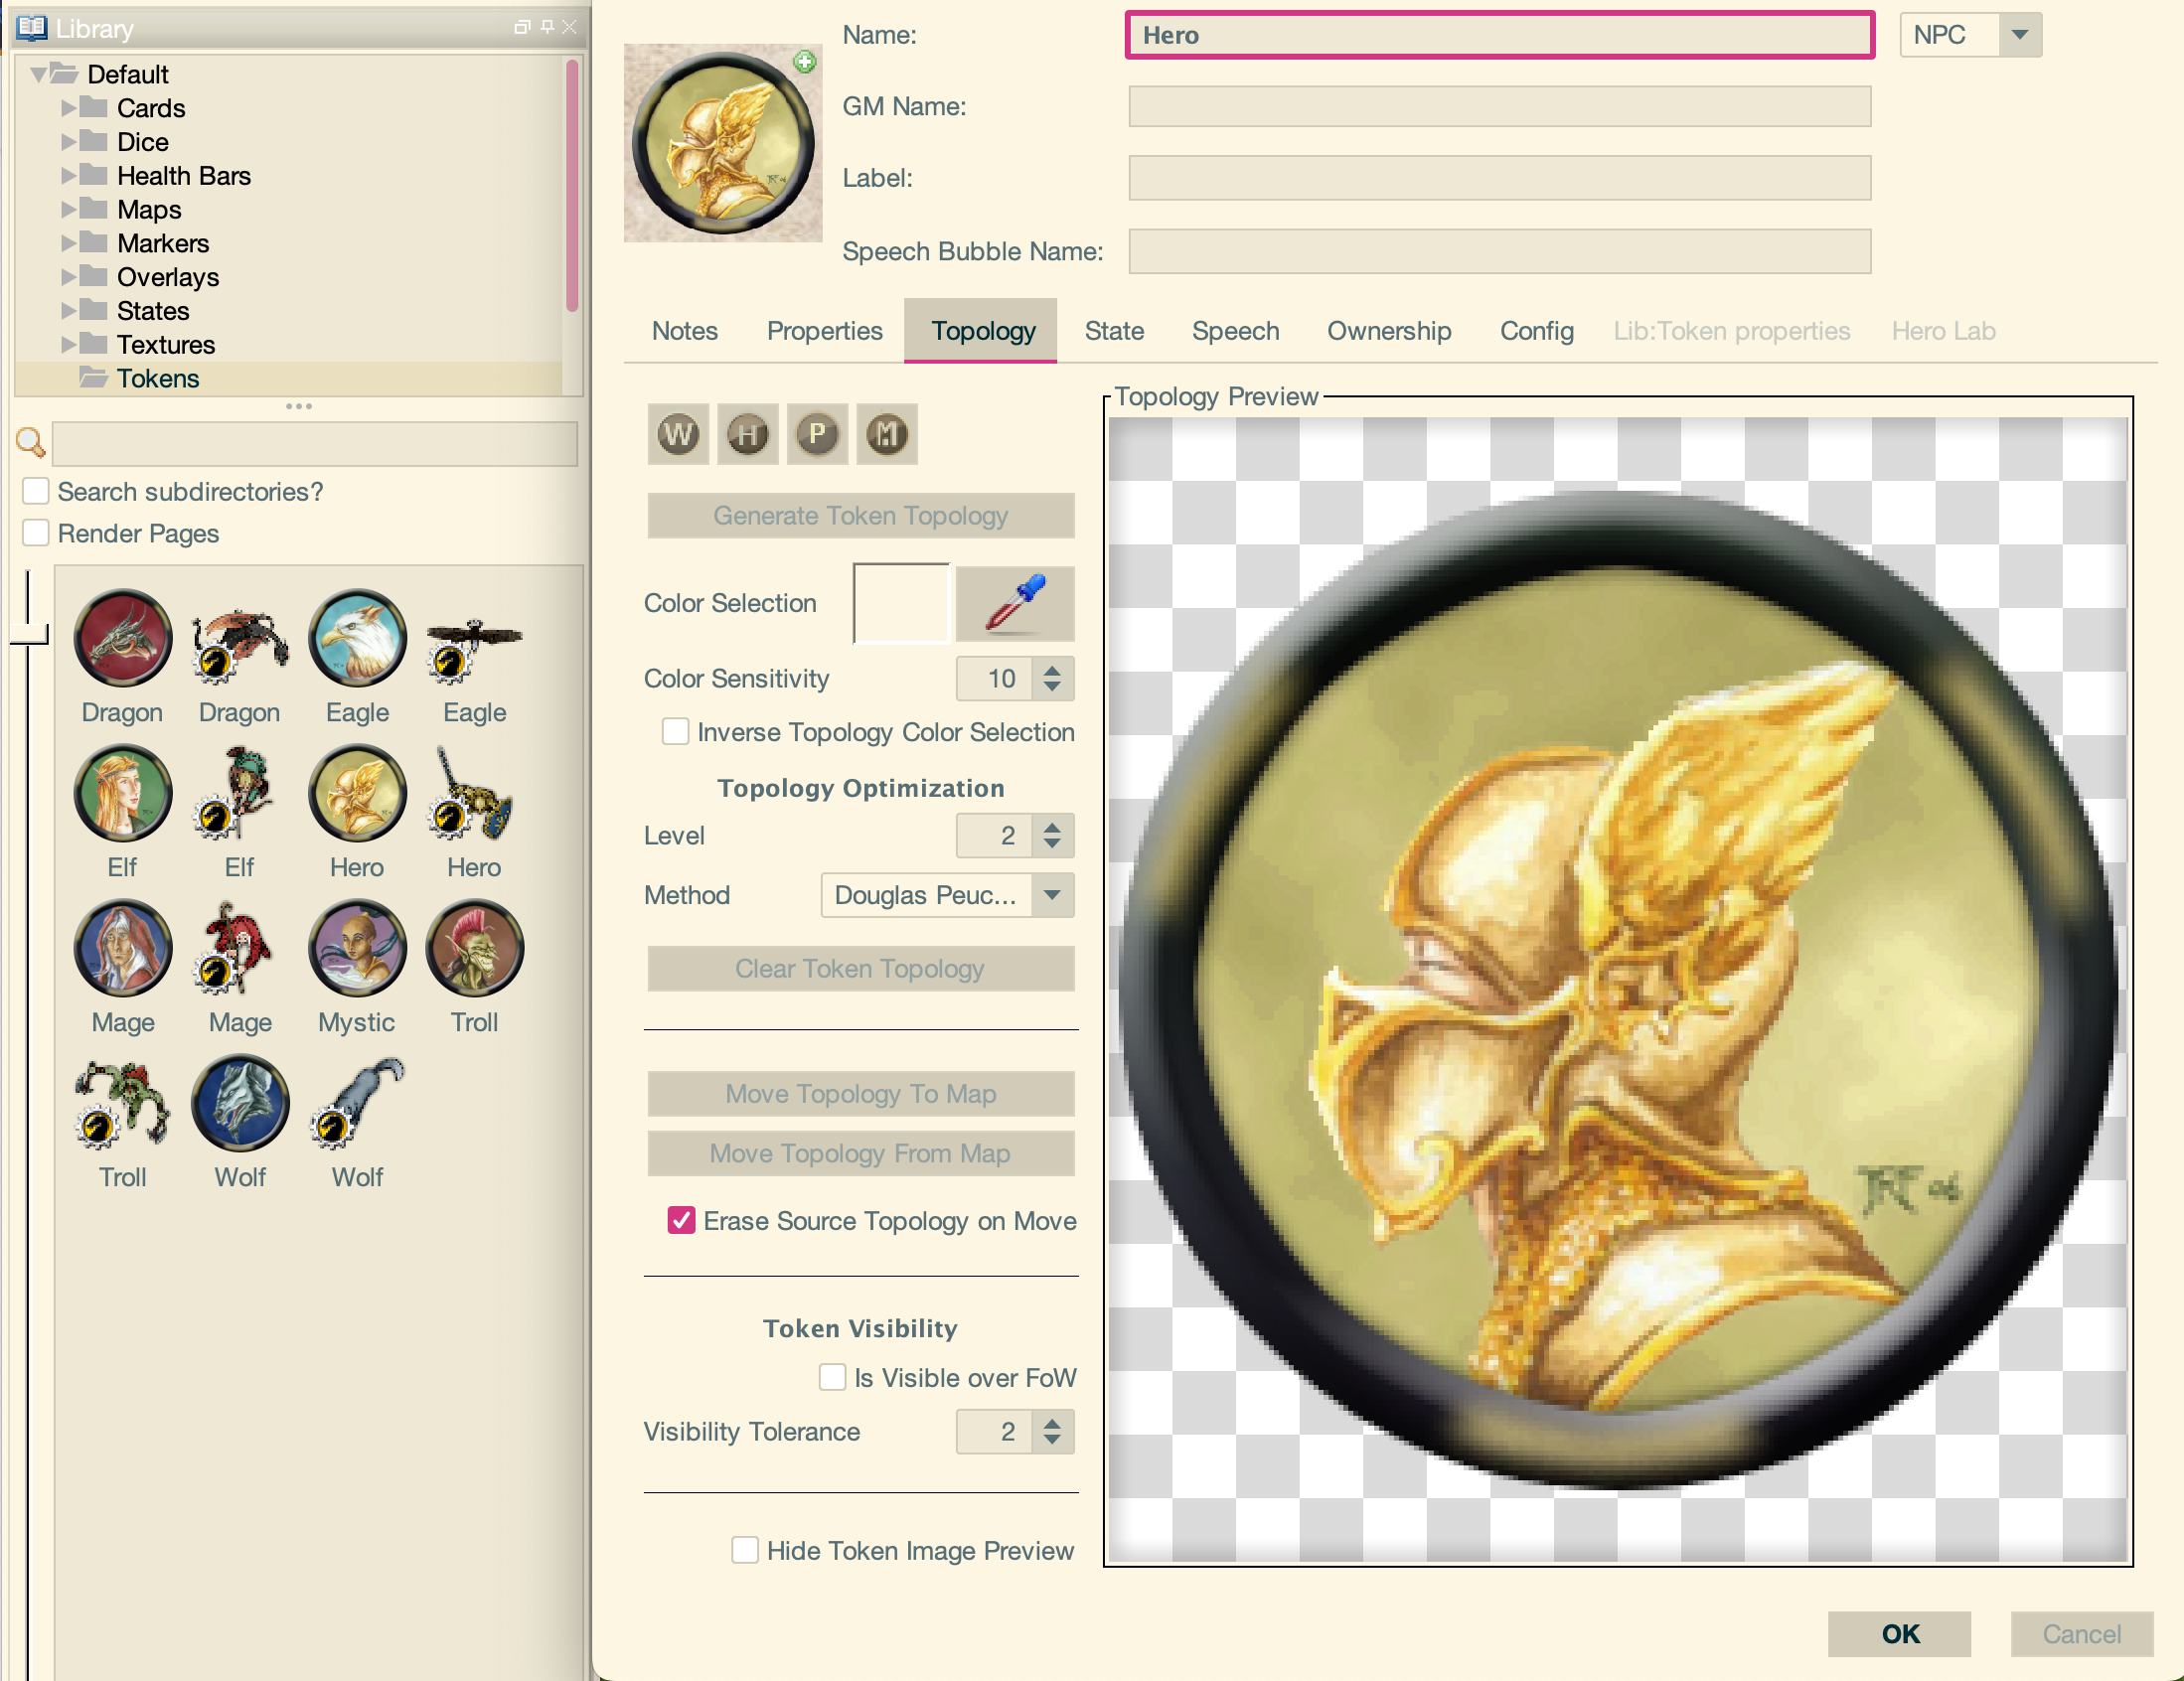 Library
Default
Cards
Dice
Health Bars
Maps
Markers
Overlays
States
Textures
Tokens
Search subdirectories?
Render Pages
Dragon Dragon Eagle Eagle
Elf Elf Hero Hero
Mage Mage Mystic Troll
Troll Wolf Wolf
Name: Hero NPC
GM Name:
Label:
Speech Bubble Name:
Notes Properties Topology State Speech Ownership Config Lib:Token properties Hero Lab
W H P M
Generate Token Topology
Color Selection
Color Sensitivity 10
Inverse Topology Color Selection
Topology Optimization
Level 2
Method Douglas Peuc...
Clear Token Topology
Move Topology To Map
Move Topology From Map
Erase Source Topology on Move
Token Visibility
Is Visible over FoW
Visibility Tolerance 2
Hide Token Image Preview
Topology Preview
OK Cancel